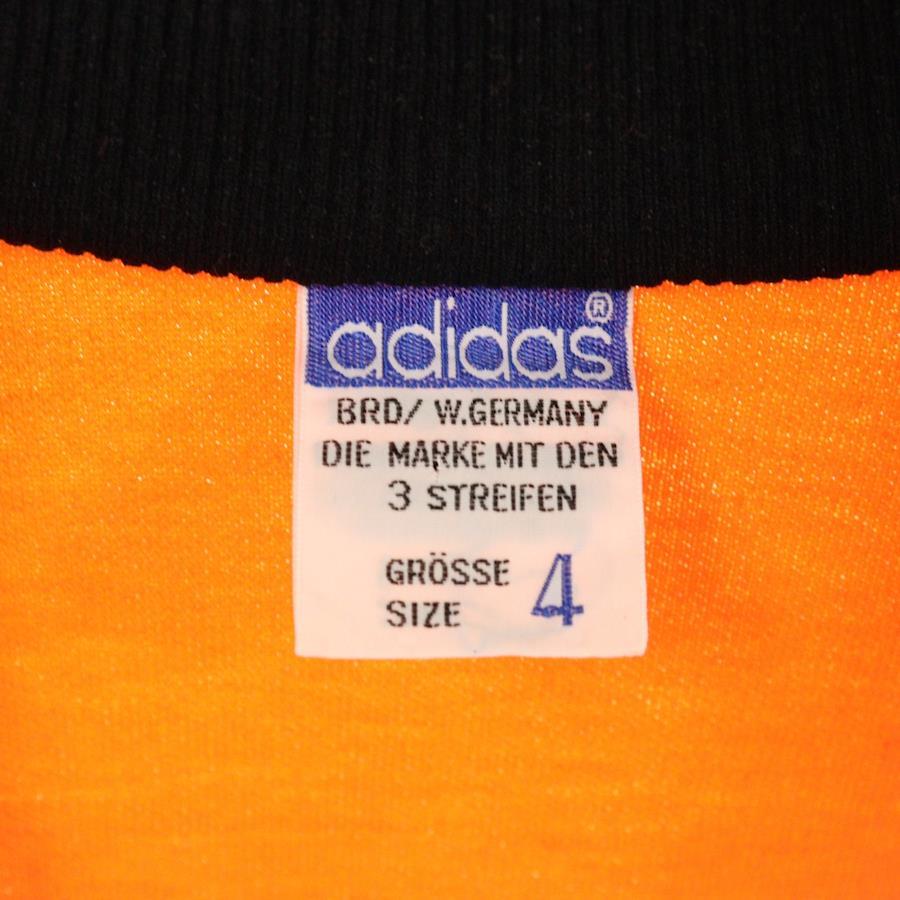 adidas®
BRD/ W.GERMANY
DIE MARKE MIT DEN
3 STREIFEN
GRÖSSE
SIZE 4